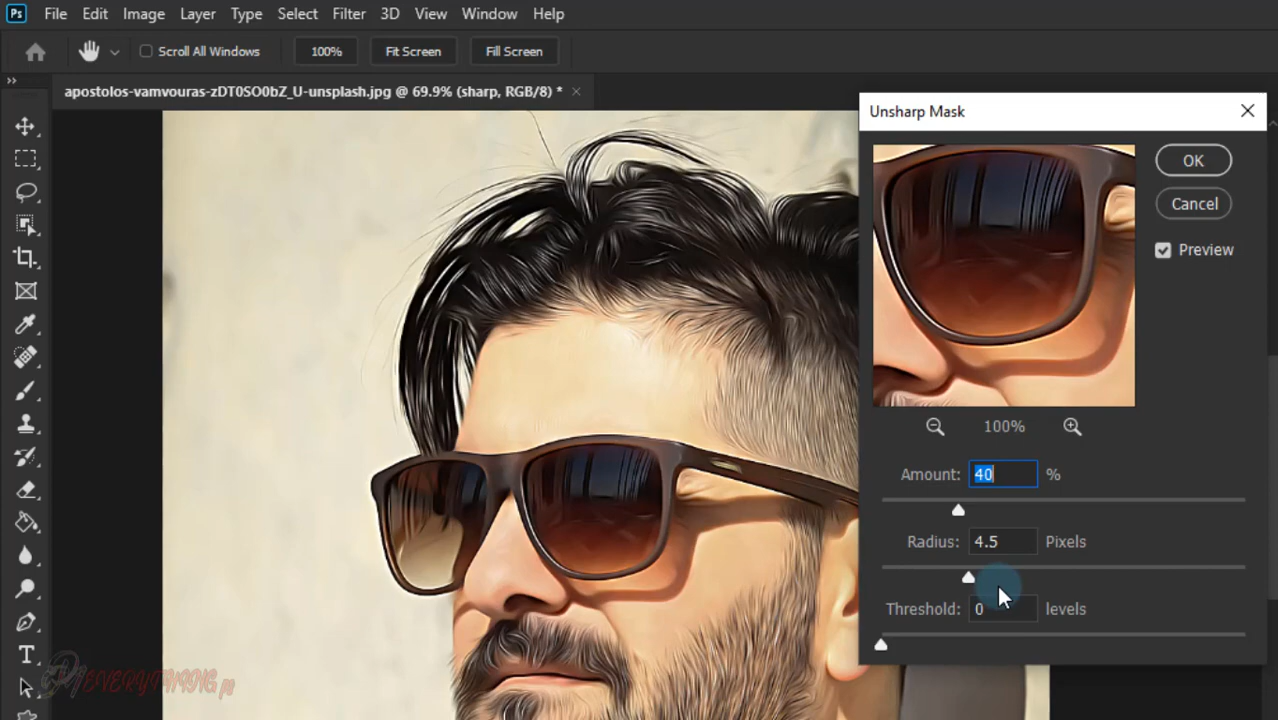 Ps File Edit Image Layer Type Select Filter 3D View Window Help
Scroll All Windows 100% Fit Screen Fill Screen
apostolos-vamvouras-zDT0SO0bZ_U-unsplash.jpg @ 69.9% (sharp, RGB/8) *
Unsharp Mask
OK
Cancel
Preview
100%
Amount: 40 %
Radius: 4.5 Pixels
Threshold: 0 levels
T